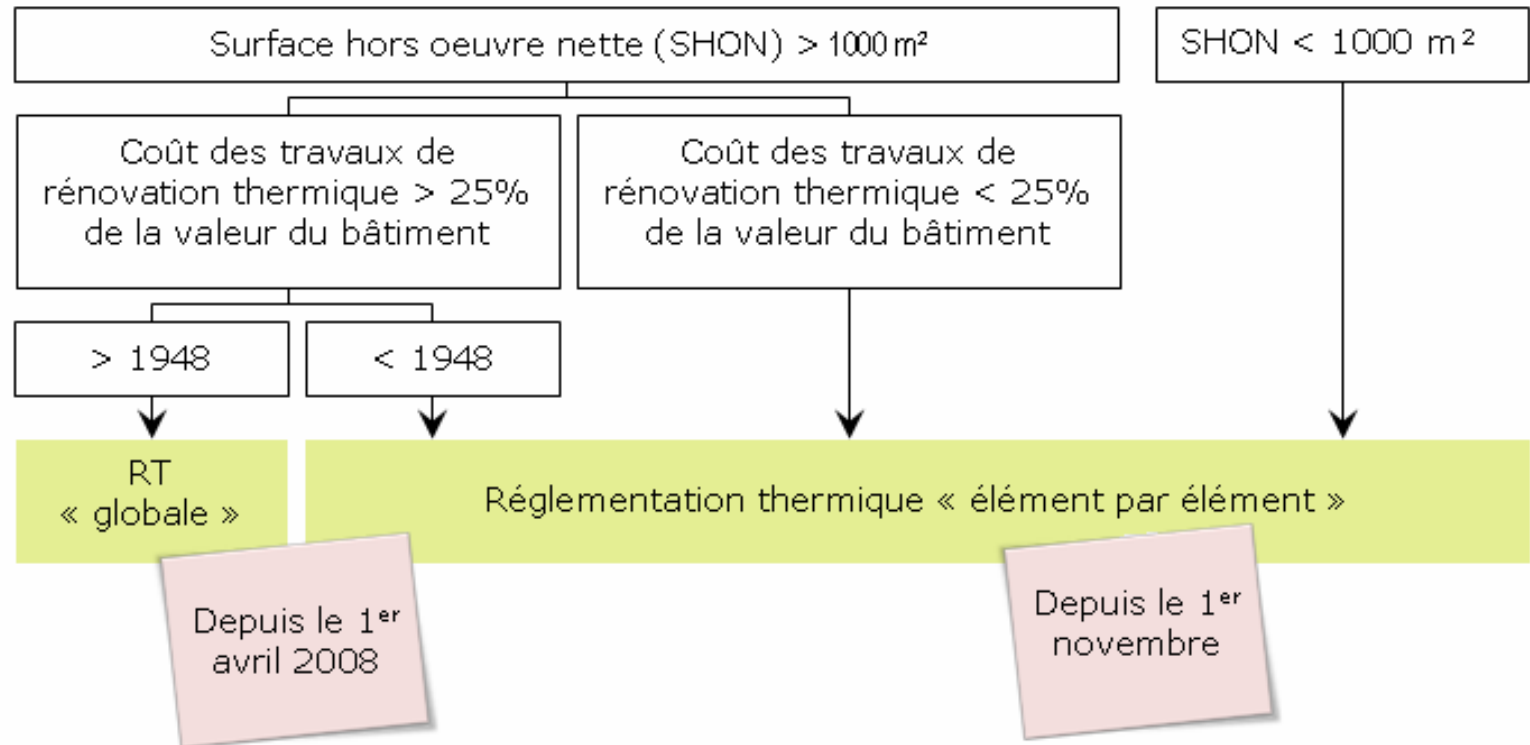 Surface hors oeuvre nette (SHON) > 1000 m²
SHON < 1000 m²
Coût des travaux de
rénovation thermique > 25%
de la valeur du bâtiment
Coût des travaux de
rénovation thermique < 25%
de la valeur du bâtiment
> 1948
< 1948
RT
« globale »
Réglementation thermique « élément par élément »
Depuis le 1er
avril 2008
Depuis le 1er
novembre